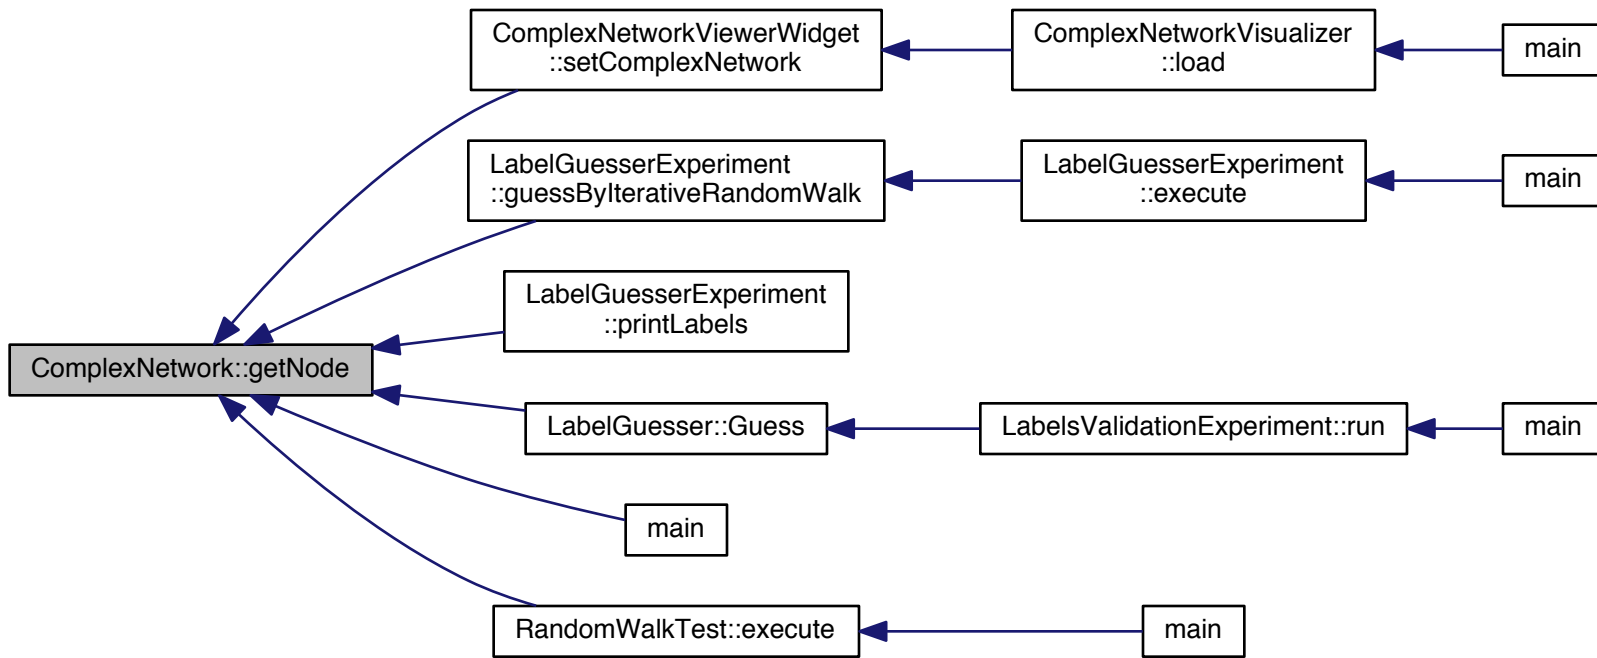 ComplexNetworkViewerWidget
::setComplexNetwork
ComplexNetworkVisualizer
::load
main
LabelGuesserExperiment
::guessByIterativeRandomWalk
LabelGuesserExperiment
::execute
main
LabelGuesserExperiment
::printLabels
ComplexNetwork::getNode
LabelGuesser::Guess
LabelsValidationExperiment::run
main
main
RandomWalkTest::execute
main